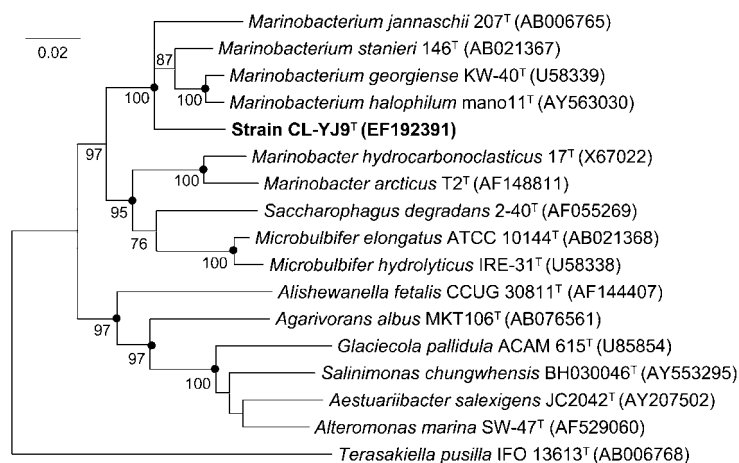 Marinobacterium jannaschii 207ᵀ (AB006765)
0.02
Marinobacterium stanieri 146ᵀ (AB021367)
87
Marinobacterium georgiense KW-40ᵀ (U58339)
100
100
Marinobacterium halophilum mano11ᵀ (AY563030)
Strain CL-YJ9ᵀ (EF192391)
97
Marinobacter hydrocarbonoclasticus 17ᵀ (X67022)
100
Marinobacter arcticus T2ᵀ (AF148811)
95
Saccharophagus degradans 2-40ᵀ (AF055269)
76
Microbulbifer elongatus ATCC 10144ᵀ (AB021368)
100
Microbulbifer hydrolyticus IRE-31ᵀ (U58338)
Alishewanella fetalis CCUG 30811ᵀ (AF144407)
97
Agarivorans albus MKT106ᵀ (AB076561)
97
Glaciecola pallidula ACAM 615ᵀ (U85854)
100
Salinimonas chungwhensis BH030046ᵀ (AY553295)
Aestuariibacter salexigens JC2042ᵀ (AY207502)
Alteromonas marina SW-47ᵀ (AF529060)
Terasakiella pusilla IFO 13613ᵀ (AB006768)